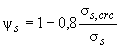 ψₛ = 1 − 0,8 σₛ,crc / σₛ